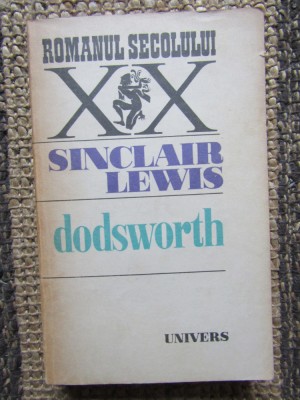 ROMANUL SECOLULUI
XX
SINCLAIR
LEWIS
dodsworth
UNIVERS